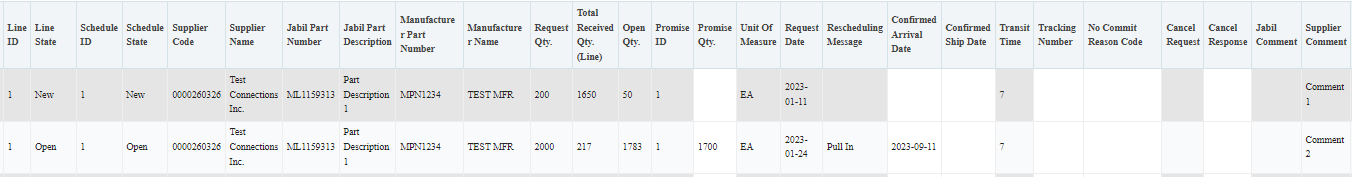 Line ID Line State Schedule ID Schedule State Supplier Code Supplier Name Jabil Part Number Jabil Part Description Manufacture r Part Number Manufacture r Name Request Qty. Total Received Qty. (Line) Open Qty. Promise ID Promise Qty. Unit Of Measure Request Date Rescheduling Message Confirmed Arrival Date Confirmed Ship Date Transit Time Tracking Number No Commit Reason Code Cancel Request Cancel Response Jabil Comment Supplier Comment
1 New 1 New 0000260326 Test Connections Inc. ML1159313 Part Description 1 MPN1234 TEST MFR 200 1650 50 1 EA 2023-01-11 7 Comment 1
1 Open 1 Open 0000260326 Test Connections Inc. ML1159313 Part Description 1 MPN1234 TEST MFR 2000 217 1783 1 1700 EA 2023-01-24 Pull In 2023-09-11 7 Comment 2